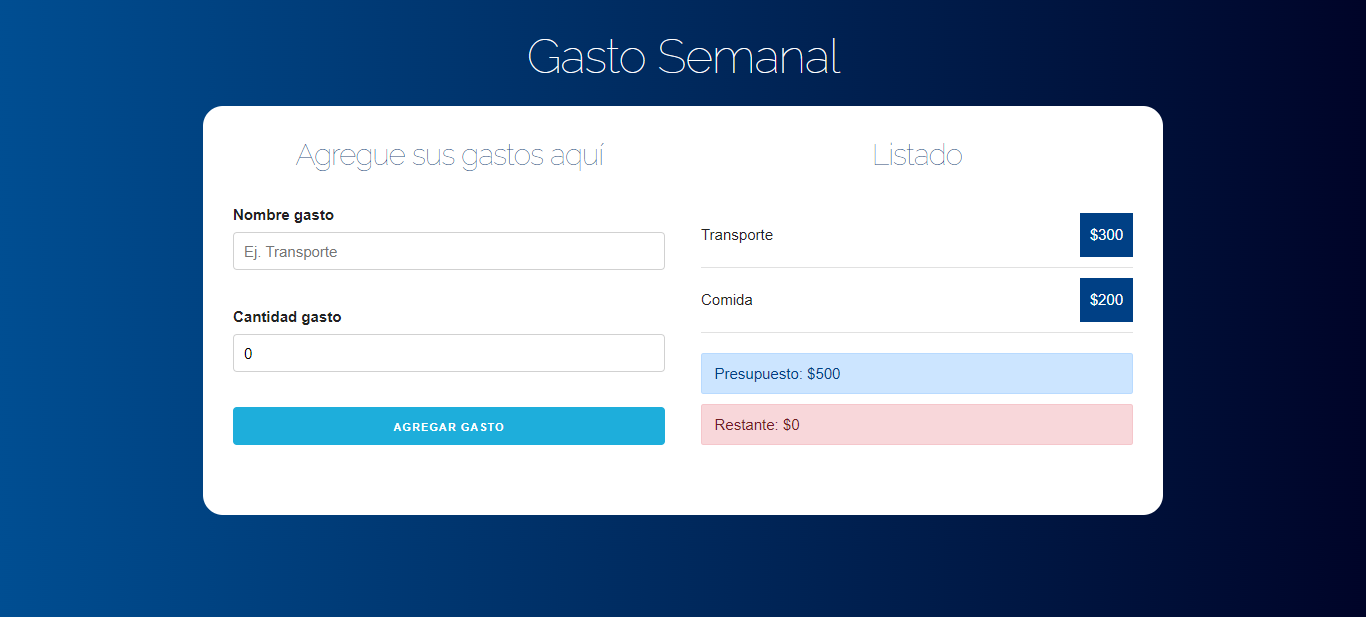 Gasto Semanal
Agregue sus gastos aquí
Nombre gasto
Ej. Transporte
Cantidad gasto
0
AGREGAR GASTO
Listado
Transporte
$300
Comida
$200
Presupuesto: $500
Restante: $0